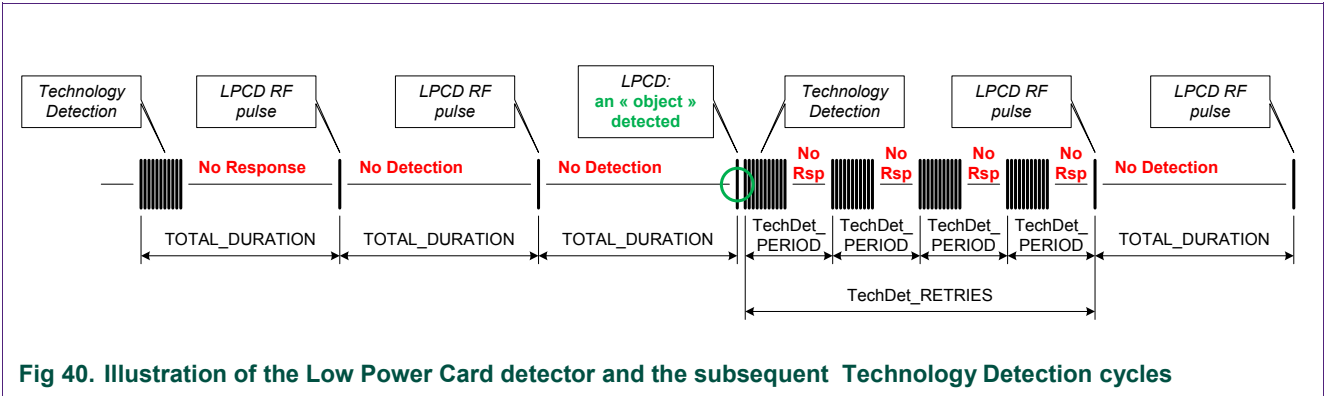 Technology
Detection
LPCD RF
pulse
LPCD RF
pulse
LPCD:
an « object »
detected
Technology
Detection
LPCD RF
pulse
LPCD RF
pulse
No Response
No Detection
No Detection
No
Rsp
No
Rsp
No
Rsp
No
Rsp
No Detection
TOTAL_DURATION
TOTAL_DURATION
TOTAL_DURATION
TechDet_
PERIOD
TechDet_
PERIOD
TechDet_
PERIOD
TechDet_
PERIOD
TOTAL_DURATION
TechDet_RETRIES
Fig 40. Illustration of the Low Power Card detector and the subsequent Technology Detection cycles